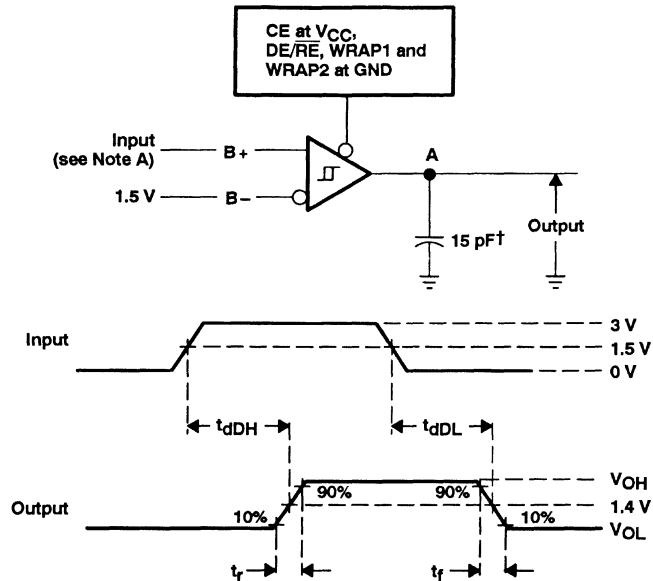 CE at VCC,
DE/RE, WRAP1 and
WRAP2 at GND
Input
(see Note A)
B+
A
1.5 V
B−
15 pF†
Output
Input
3 V
1.5 V
0 V
tdDH
tdDL
Output
90%
90%
VOH
1.4 V
10%
10%
VOL
tr
tf